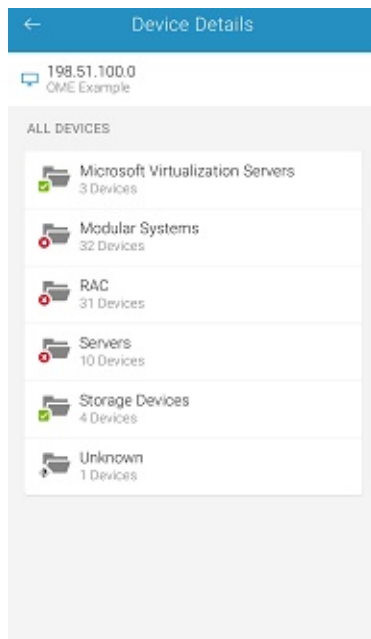 Device Details
198.51.100.0
OME Example
ALL DEVICES
Microsoft Virtualization Servers
3 Devices
Modular Systems
32 Devices
RAC
31 Devices
Servers
10 Devices
Storage Devices
4 Devices
Unknown
1 Devices